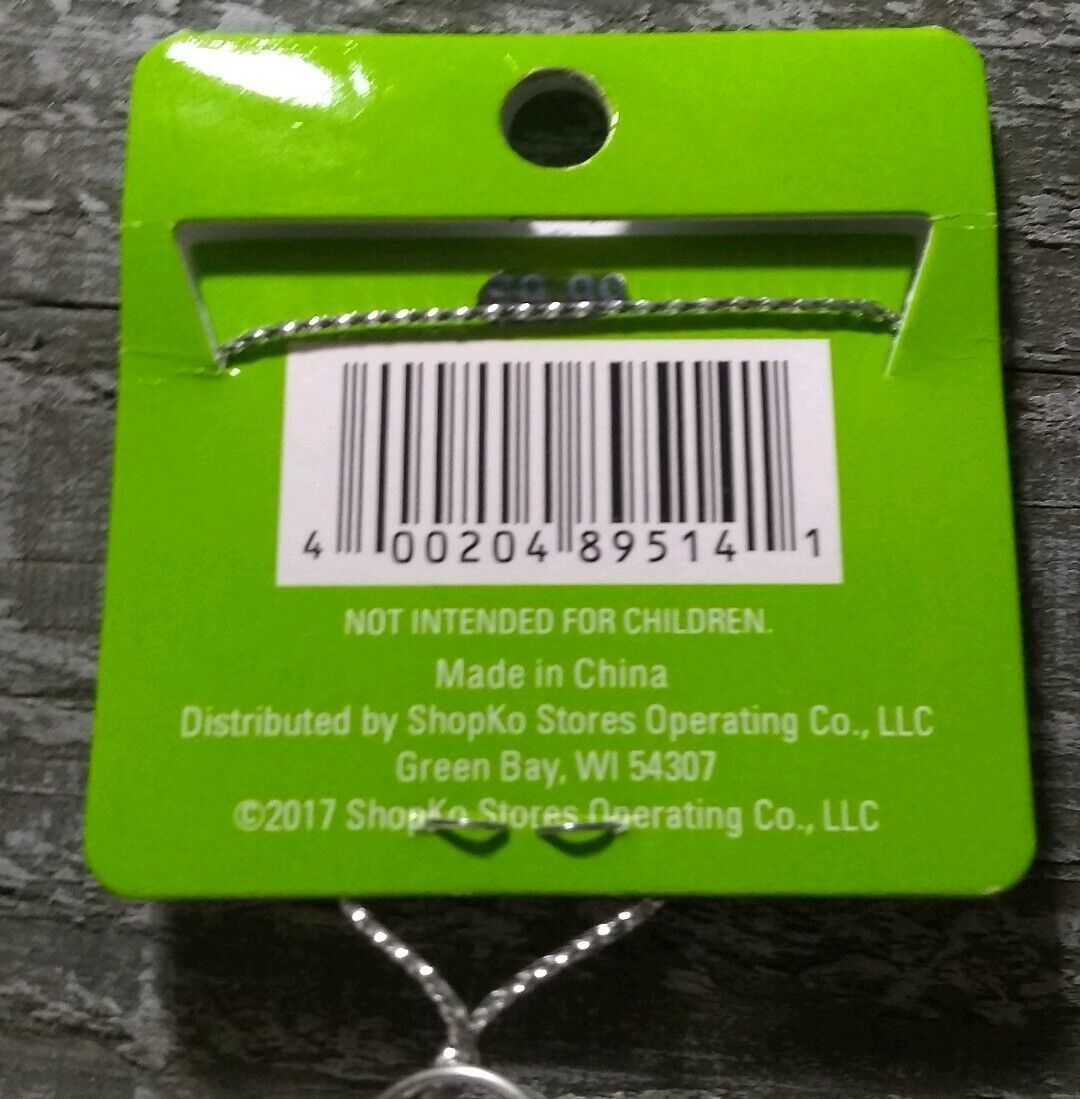 4 00204 89514 1
NOT INTENDED FOR CHILDREN.
Made in China
Distributed by ShopKo Stores Operating Co., LLC
Green Bay, WI 54307
©2017 ShopKo Stores Operating Co., LLC